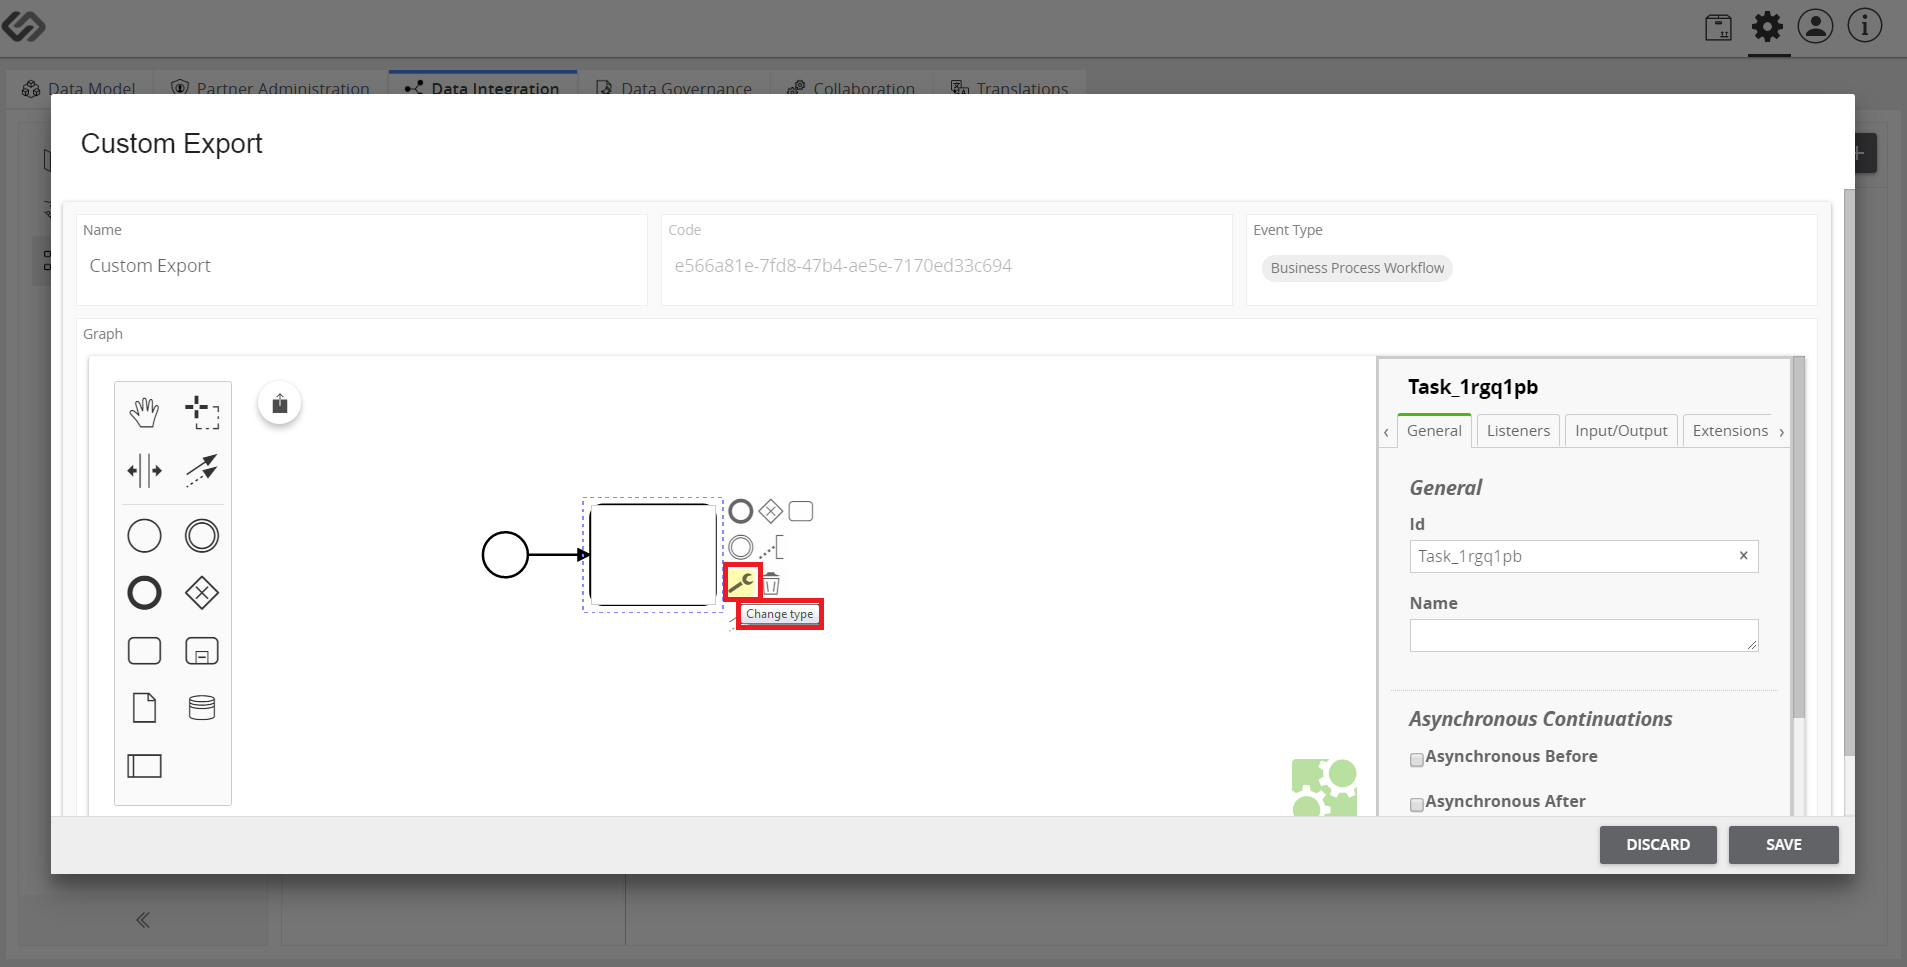 Data Model
Partner Administration
Data Integration
Data Governance
Collaboration
Translations
Custom Export
Name
Custom Export
Code
e566a81e-7fd8-47b4-ae5e-7170ed33c694
Event Type
Business Process Workflow
Graph
Change type
Task_1rgq1pb
General
Listeners
Input/Output
Extensions
General
Id
Task_1rgq1pb
Name
Asynchronous Continuations
Asynchronous Before
Asynchronous After
DISCARD
SAVE